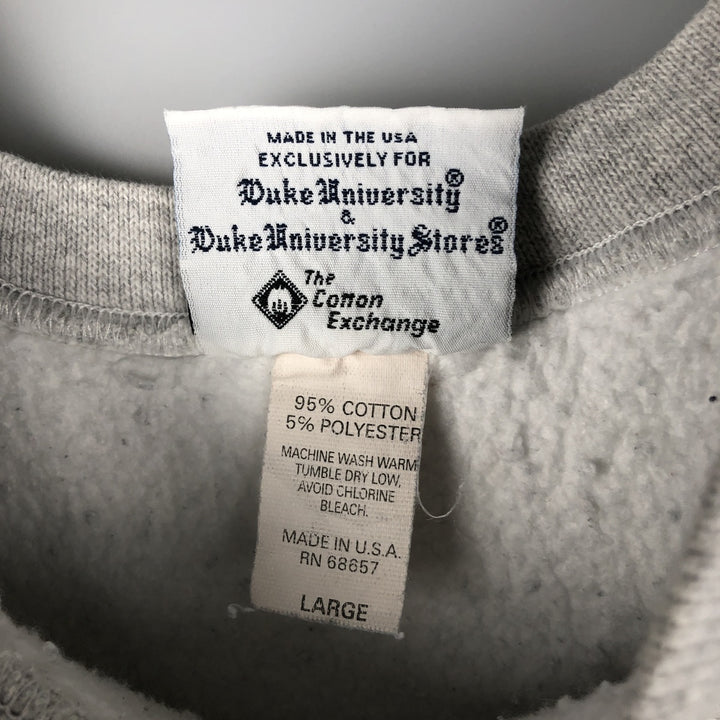 MADE IN THE USA
EXCLUSIVELY FOR
Duke University®
&
Duke University Stores®
The
Cotton
Exchange
95% COTTON
5% POLYESTER
MACHINE WASH WARM
TUMBLE DRY LOW,
AVOID CHLORINE
BLEACH.
MADE IN U.S.A.
RN 68657
LARGE